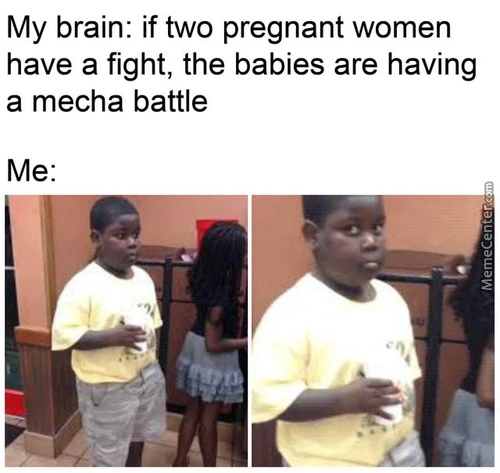 My brain: if two pregnant women
have a fight, the babies are having
a mecha battle
Me:
MemeCenter.com